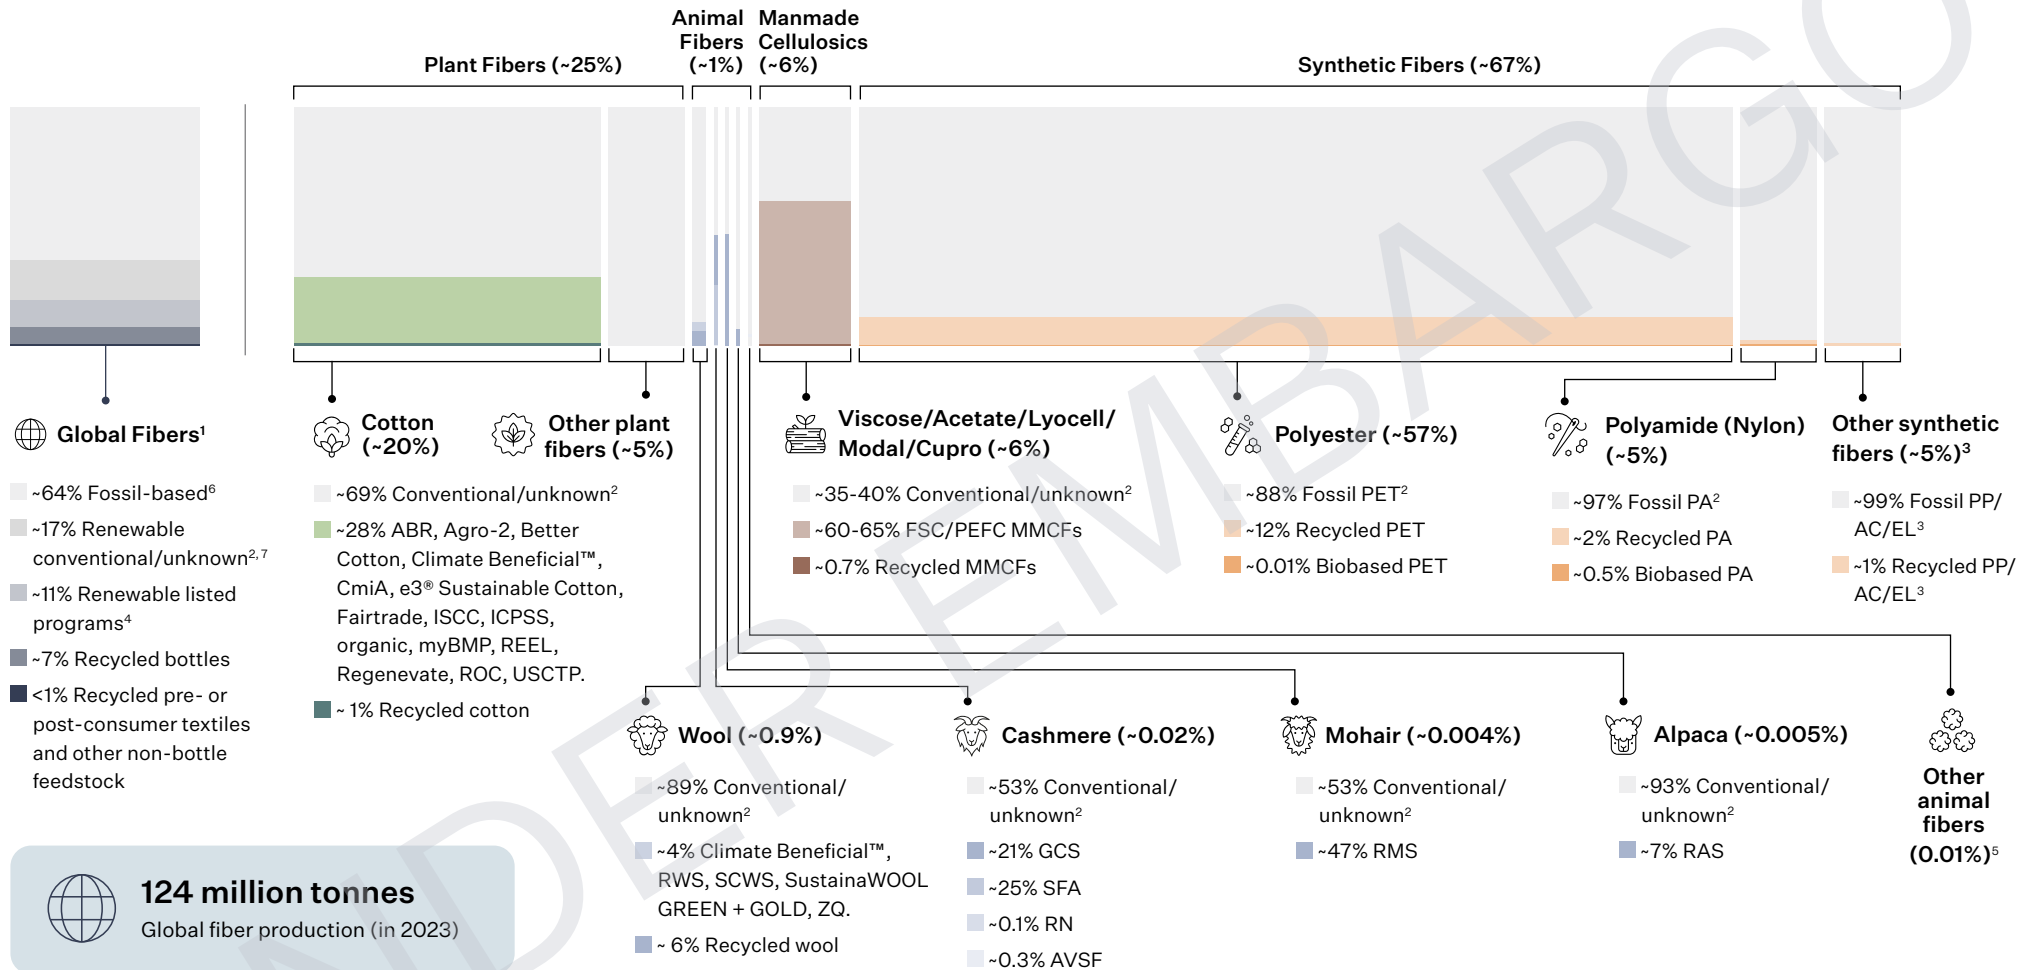 Animal
Fibers
(~1%)
Manmade
Cellulosics
(~6%)
Plant Fibers (~25%)
Synthetic Fibers (~67%)
Global Fibers¹
~64% Fossil-based⁶
~17% Renewable
conventional/unknown²,⁷
~11% Renewable listed
programs⁴
~7% Recycled bottles
<1% Recycled pre- or
post-consumer textiles
and other non-bottle
feedstock
Cotton
(~20%)
~69% Conventional/unknown²
~28% ABR, Agro-2, Better
Cotton, Climate Beneficial™,
CmiA, e3® Sustainable Cotton,
Fairtrade, ISCC, ICPSS,
organic, myBMP, REEL,
Regenevate, ROC, USCTP.
~ 1% Recycled cotton
Other plant
fibers (~5%)
Viscose/Acetate/Lyocell/
Modal/Cupro (~6%)
~35-40% Conventional/unknown²
~60-65% FSC/PEFC MMCFs
~0.7% Recycled MMCFs
Polyester (~57%)
~88% Fossil PET²
~12% Recycled PET
~0.01% Biobased PET
Polyamide (Nylon)
(~5%)
~97% Fossil PA²
~2% Recycled PA
~0.5% Biobased PA
Other synthetic
fibers (~5%)³
~99% Fossil PP/
AC/EL³
~1% Recycled PP/
AC/EL³
Wool (~0.9%)
~89% Conventional/
unknown²
~4% Climate Beneficial™,
RWS, SCWS, SustainaWOOL
GREEN + GOLD, ZQ.
~ 6% Recycled wool
Cashmere (~0.02%)
~53% Conventional/
unknown²
~21% GCS
~25% SFA
~0.1% RN
~0.3% AVSF
Mohair (~0.004%)
~53% Conventional/
unknown²
~47% RMS
Alpaca (~0.005%)
~93% Conventional/
unknown²
~7% RAS
Other
animal
fibers
(0.01%)⁵
124 million tonnes
Global fiber production (in 2023)
NDER EMBARGO